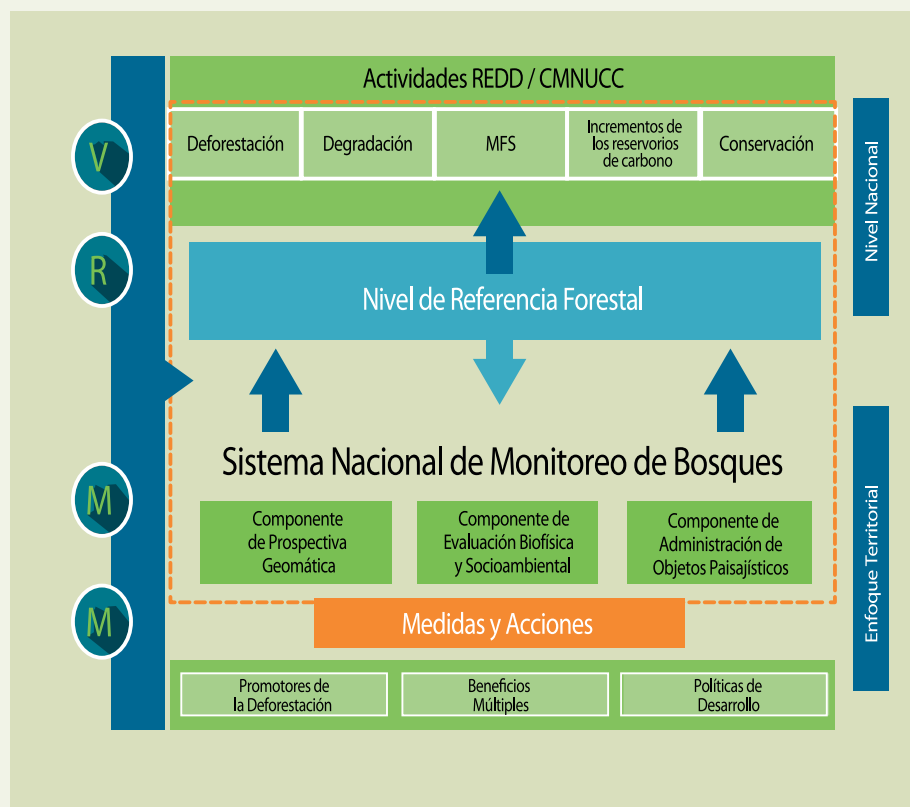 Actividades REDD / CMNUCC
Deforestación
Degradación
MFS
Incrementos de
los reservorios
de carbono
Conservación
V
R
M
M
Nivel de Referencia Forestal
Sistema Nacional de Monitoreo de Bosques
Componente
de Prospectiva
Geomática
Componente de
Evaluación Biofísica
y Socioambiental
Componente de
Administración de
Objetos Paisajísticos
Medidas y Acciones
Promotores de
la Deforestación
Beneficios
Múltiples
Políticas de
Desarrollo
Nivel Nacional
Enfoque Territorial